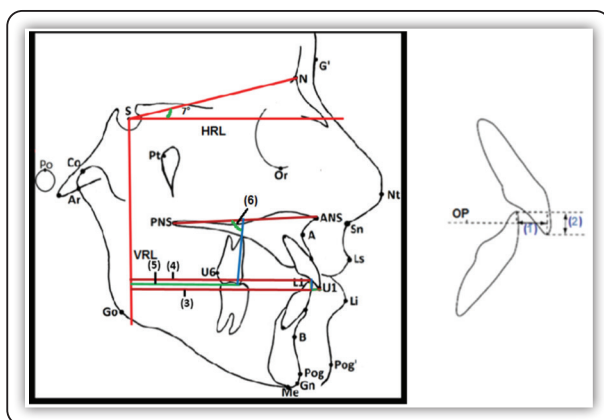 G'
N
S
7°
HRL
Po
Co
Pt
Or
Ar
Nt
(6)
PNS
ANS
Sn
A
VRL
Ls
(5) (4)
U6
L1
U1
(3)
Li
Go
B
Pog
Pog'
Gn
Me
OP
(1)
(2)